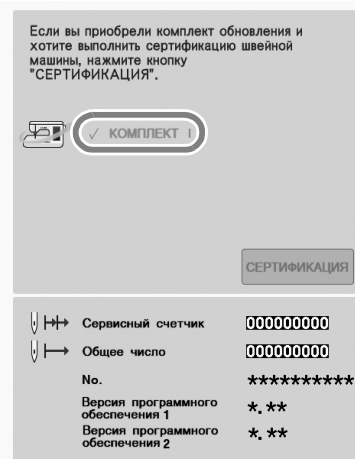 Если вы приобрели комплект обновления и
хотите выполнить сертификацию швейной
машины, нажмите кнопку
"СЕРТИФИКАЦИЯ".
✓ КОМПЛЕКТ I
СЕРТИФИКАЦИЯ
Сервисный счетчик 000000000
Общее число 000000000
No. **********
Версия программного
обеспечения 1 *.**
Версия программного
обеспечения 2 *.**